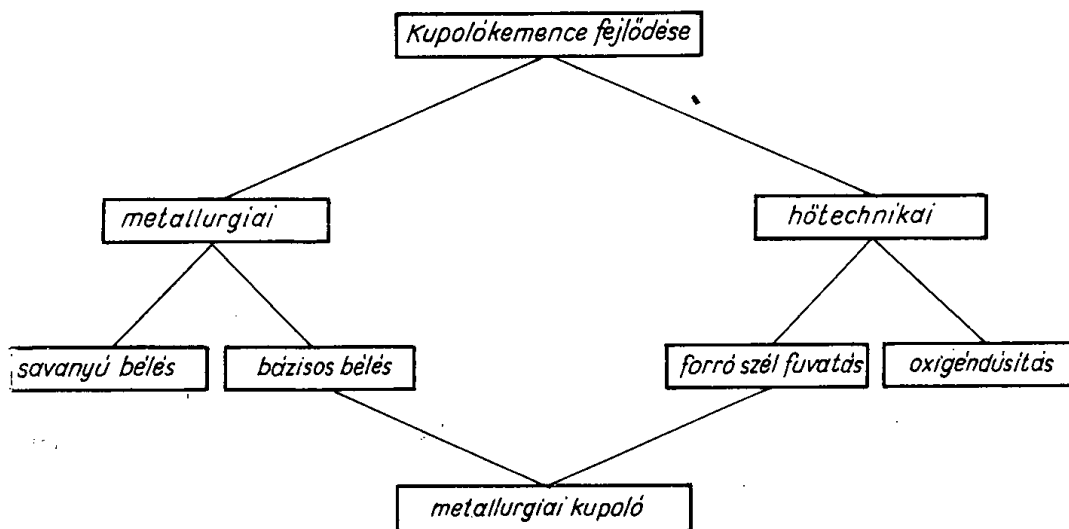 Kupolókemence fejlődése
metallurgiai
hőtechnikai
savanyú bélés
bázisos bélés
forró szél fuvatás
oxigéndúsítás
metallurgiai kupoló